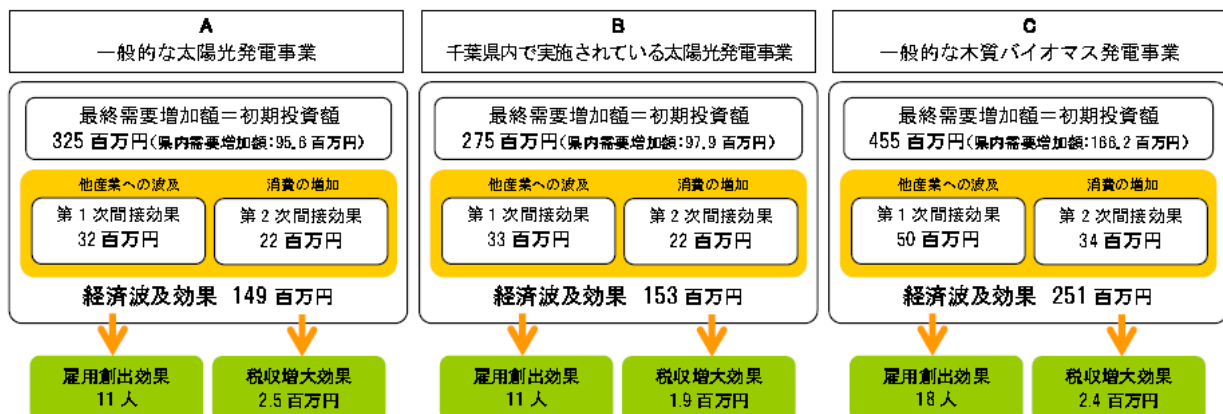 A
一般的な太陽光発電事業
最終需要増加額＝初期投資額
325 百万円(県内需要増加額:95.6 百万円)
他産業への波及
消費の増加
第1次間接効果
32 百万円
第2次間接効果
22 百万円
経済波及効果 149 百万円
雇用創出効果
11 人
税収増大効果
2.5 百万円
B
千葉県内で実施されている太陽光発電事業
最終需要増加額＝初期投資額
275 百万円(県内需要増加額:97.9 百万円)
他産業への波及
消費の増加
第1次間接効果
33 百万円
第2次間接効果
22 百万円
経済波及効果 153 百万円
雇用創出効果
11 人
税収増大効果
1.9 百万円
C
一般的な木質バイオマス発電事業
最終需要増加額＝初期投資額
455 百万円(県内需要増加額:166.2 百万円)
他産業への波及
消費の増加
第1次間接効果
50 百万円
第2次間接効果
34 百万円
経済波及効果 251 百万円
雇用創出効果
18 人
税収増大効果
2.4 百万円